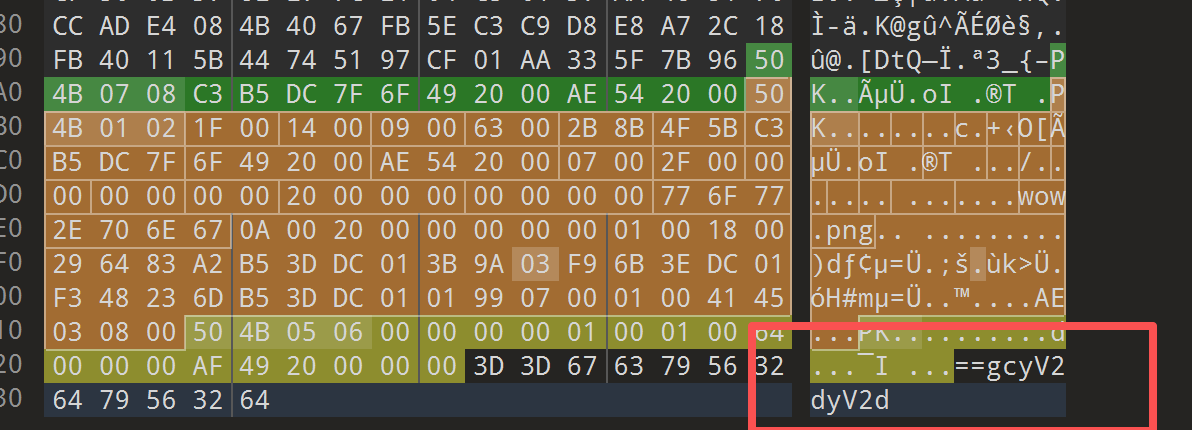 80 CC AD E4 08 4B 40 67 FB 5E C3 C9 D8 E8 A7 2C 18 Ì-ä.K@gû^ÃÉØè§,.
90 FB 40 11 5B 44 74 51 97 CF 01 AA 33 5F 7B 96 50 û@.[DtQ—Ï.ª3_{–P
A0 4B 07 08 C3 B5 DC 7F 6F 49 20 00 AE 54 20 00 50 K..ÃµÜ.oI .®T .P
B0 4B 01 02 1F 00 14 00 09 00 63 00 2B 8B 4F 5B C3 K........c.+‹O[Ã
C0 B5 DC 7F 6F 49 20 00 AE 54 20 00 07 00 2F 00 00 µÜ.oI .®T .../..
D0 00 00 00 00 00 20 00 00 00 00 00 00 00 77 6F 77 ..... .......wow
E0 2E 70 6E 67 0A 00 20 00 00 00 00 00 01 00 18 00 .png.. .........
F0 29 64 83 A2 B5 3D DC 01 3B 9A 03 F9 6B 3E DC 01 )dƒ¢µ=Ü.;š.ùk>Ü.
00 F3 48 23 6D B5 3D DC 01 01 99 07 00 01 00 41 45 óH#mµ=Ü..™....AE
10 03 08 00 50 4B 05 06 00 00 00 00 01 00 01 00 64 ...PK..........d
20 00 00 00 AF 49 20 00 00 00 3D 3D 67 63 79 56 32 ...¯I ...==gcyV2
30 64 79 56 32 64 dyV2d